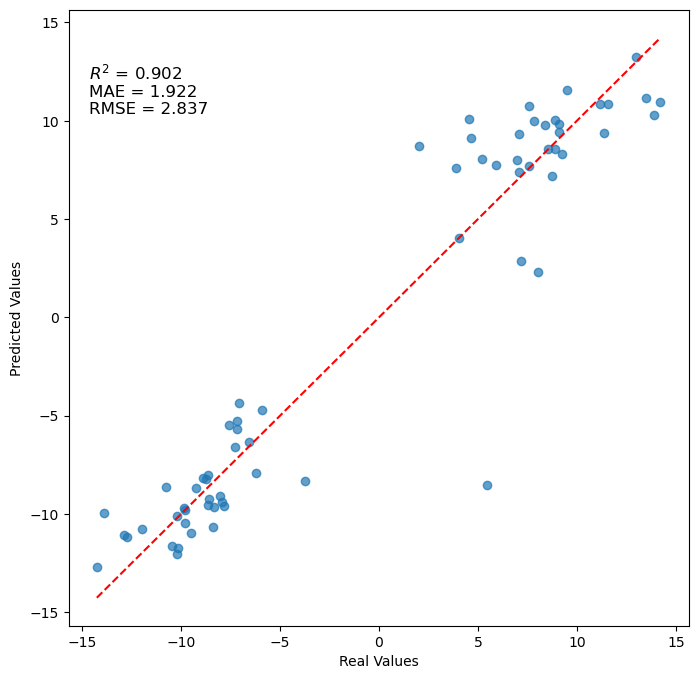 15
10
5
0
−5
−10
−15
R² = 0.902
MAE = 1.922
RMSE = 2.837
Predicted Values
−15 −10 −5 0 5 10 15
Real Values